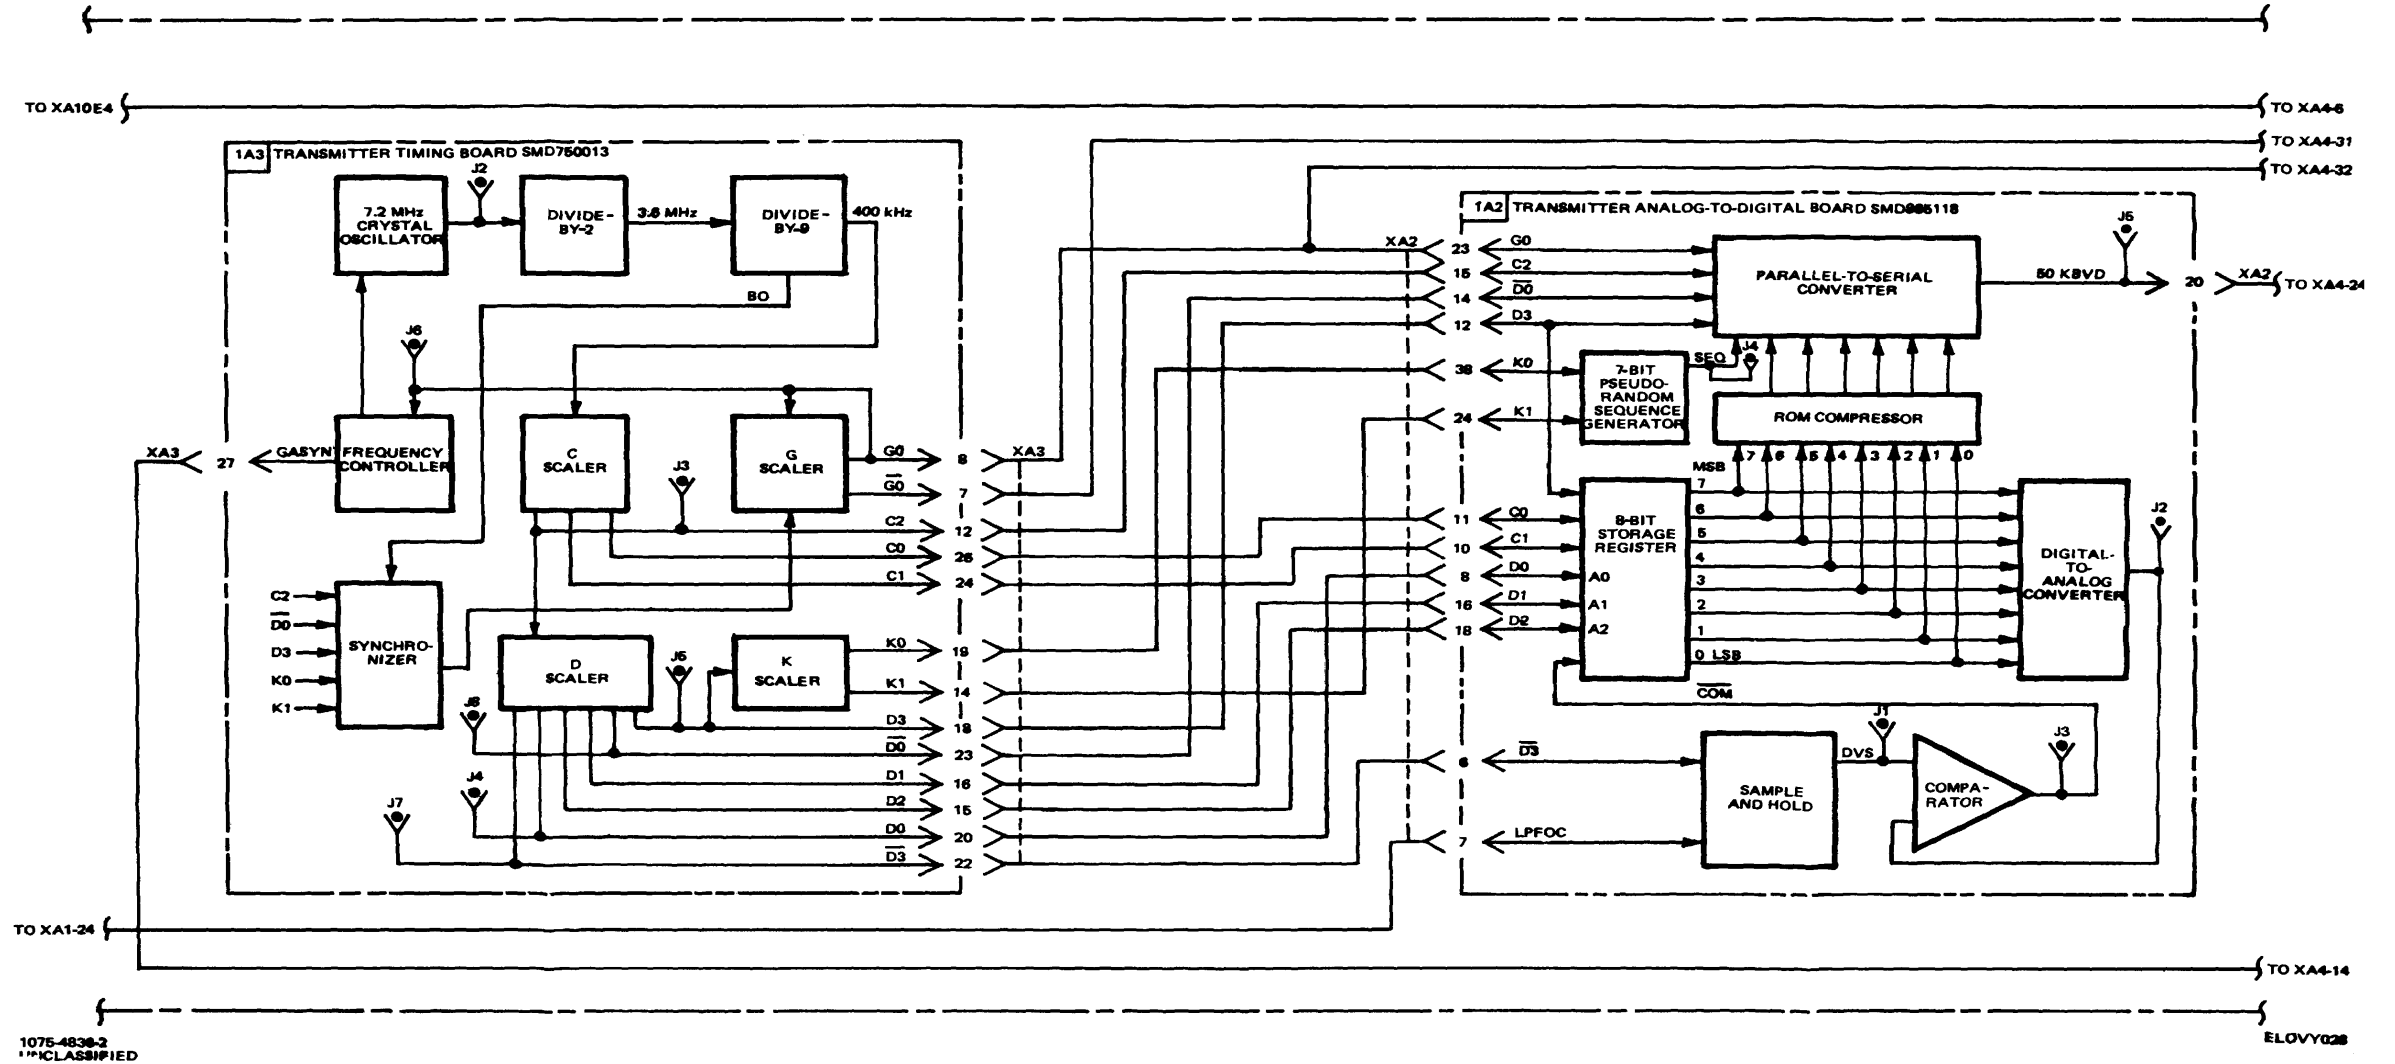 TO XA10E4
TO XA4-6
TO XA4-31
TO XA4-32
1A3 TRANSMITTER TIMING BOARD SMD750013
J2
7.2 MHz
CRYSTAL
OSCILLATOR
DIVIDE-
BY-2
3.6 MHz
DIVIDE-
BY-9
400 kHz
BO
J6
XA3
27
GASYN
FREQUENCY
CONTROLLER
C
SCALER
J3
G
SCALER
G0
8
XA3
G0
7
C2
12
C0
25
C1
24
C2
D0
D3
K0
K1
SYNCHRO-
NIZER
D
SCALER
J5
K
SCALER
K0
19
K1
14
J8
D3
18
D0
23
J4
D1
16
D2
15
J7
D0
20
D3
22
1A2 TRANSMITTER ANALOG-TO-DIGITAL BOARD
XA2
23
G0
15
C2
14
D0
12
D3
38
K0
24
K1
PARALLEL-TO-SERIAL
CONVERTER
50 KBVD
J5
20
XA2
TO XA4-24
7-BIT
PSEUDO-
RANDOM
SEQUENCE
GENERATOR
SEQ
J4
ROM COMPRESSOR
MSB
7 6 5 4 3 2 1 0
11
C0
10
C1
8
D0
16
D1
18
D2
8-BIT
STORAGE
REGISTER
A0
A1
A2
7
6
5
4
3
2
1
0 LSB
DIGITAL-
TO-
ANALOG
CONVERTER
J2
COM
6
D3
7
LPFOC
SAMPLE
AND HOLD
DVS
J1
COMPA-
RATOR
J3
TO XA1-24
TO XA4-14
1075-4838-2
UNCLASSIFIED
ELOVY028